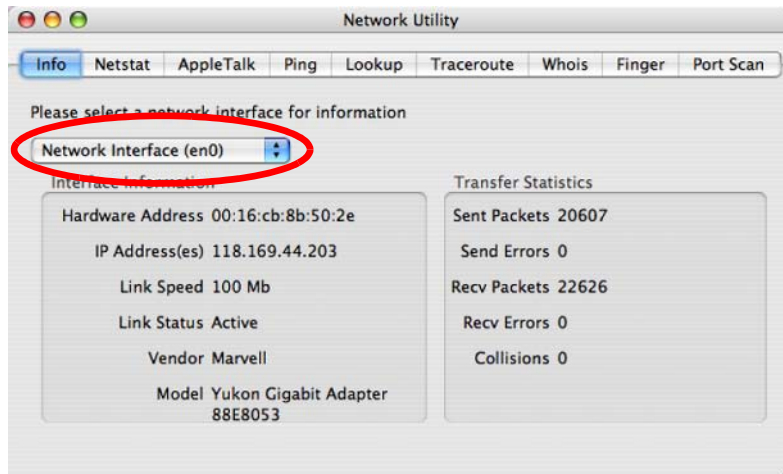 Network Utility
Info Netstat AppleTalk Ping Lookup Traceroute Whois Finger Port Scan
Please select a network interface for information
Network Interface (en0)
Interface Information
Hardware Address 00:16:cb:8b:50:2e
IP Address(es) 118.169.44.203
Link Speed 100 Mb
Link Status Active
Vendor Marvell
Model Yukon Gigabit Adapter
88E8053
Transfer Statistics
Sent Packets 20607
Send Errors 0
Recv Packets 22626
Recv Errors 0
Collisions 0